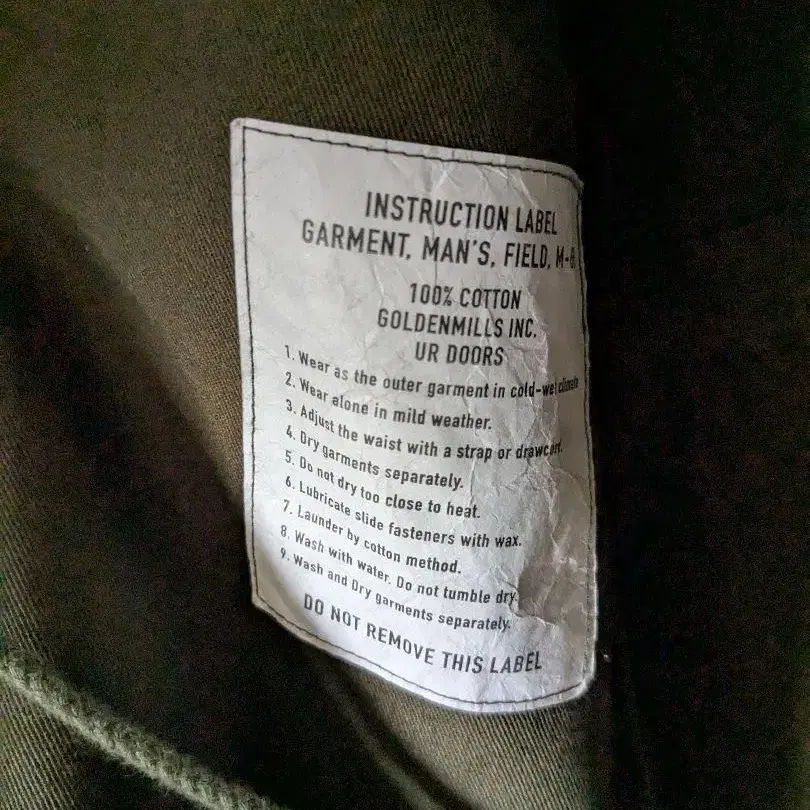 INSTRUCTION LABEL
GARMENT, MAN'S, FIELD,
100% COTTON
GOLDENMILLS INC.
UR DOORS
1. Wear as the outer garment in cold-wet climate
2. Wear alone in mild weather.
3. Adjust the waist with a strap or drawcord.
4. Dry garments separately.
5. Do not dry too close to heat.
6. Lubricate slide fasteners with wax.
7. Launder by cotton method.
8. Wash with water. Do not tumble dry.
9. Wash and Dry garments separately.
DO NOT REMOVE THIS LABEL